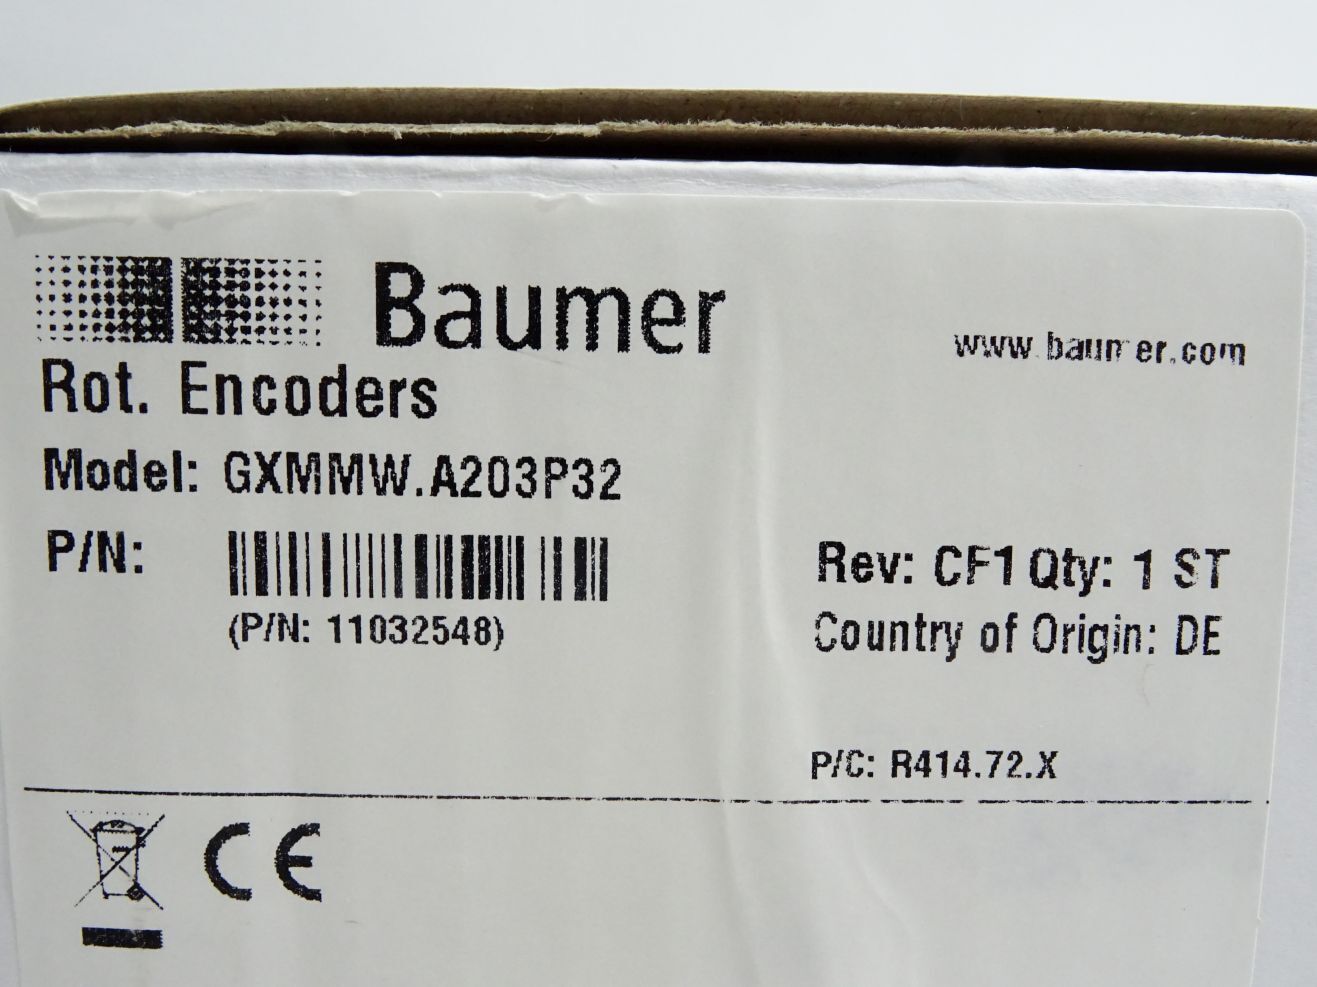 Baumer
www.baumer.com
Rot. Encoders
Model: GXMMW.A203P32
P/N:
(P/N: 11032548)
Rev: CF1 Qty: 1 ST
Country of Origin: DE
P/C: R414.72.X
CE